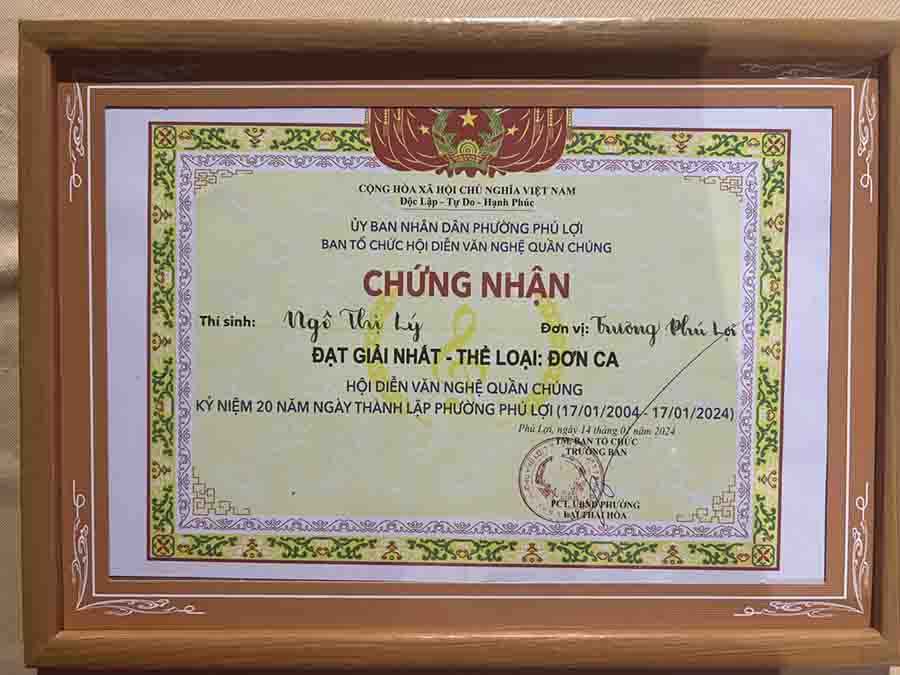 CỘNG HÒA XÃ HỘI CHỦ NGHĨA VIỆT NAM
Độc Lập - Tự Do - Hạnh Phúc
ỦY BAN NHÂN DÂN PHƯỜNG PHÚ LỢI
BAN TỔ CHỨC HỘI DIỄN VĂN NGHỆ QUẦN CHÚNG
CHỨNG NHẬN
Thí sinh: Ngô Thị Lý Đơn vị: Trường Phú Lợi
ĐẠT GIẢI NHẤT - THỂ LOẠI: ĐƠN CA
HỘI DIỄN VĂN NGHỆ QUẦN CHÚNG
KỶ NIỆM 20 NĂM NGÀY THÀNH LẬP PHƯỜNG PHÚ LỢI (17/01/2004 - 17/01/2024)
Phú Lợi, ngày 14 tháng 01 năm 2024
TM. BAN TỔ CHỨC
TRƯỞNG BAN
PCT. UBND PHƯỜNG
LẠI THÁI HÒA